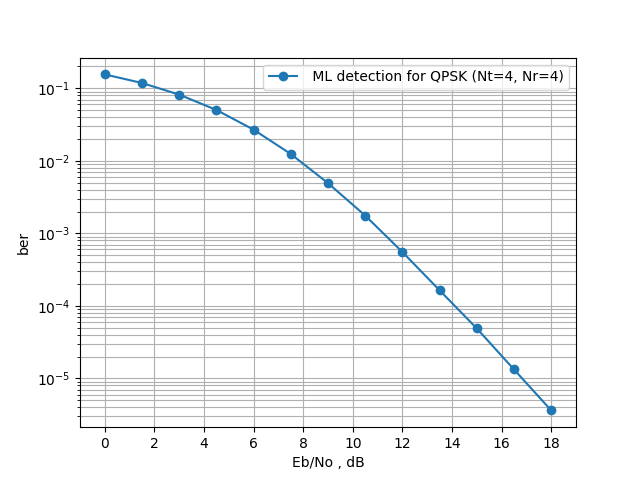 ML detection for QPSK (Nt=4, Nr=4)
10⁻¹
10⁻²
10⁻³
10⁻⁴
10⁻⁵
ber
0 2 4 6 8 10 12 14 16 18
Eb/No , dB